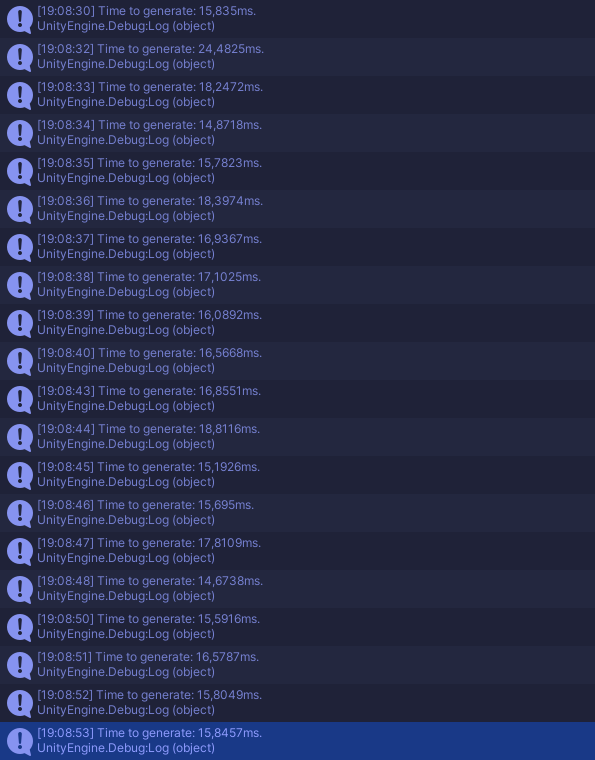 [19:08:30] Time to generate: 15,835ms.
UnityEngine.Debug:Log (object)
[19:08:32] Time to generate: 24,4825ms.
UnityEngine.Debug:Log (object)
[19:08:33] Time to generate: 18,2472ms.
UnityEngine.Debug:Log (object)
[19:08:34] Time to generate: 14,8718ms.
UnityEngine.Debug:Log (object)
[19:08:35] Time to generate: 15,7823ms.
UnityEngine.Debug:Log (object)
[19:08:36] Time to generate: 18,3974ms.
UnityEngine.Debug:Log (object)
[19:08:37] Time to generate: 16,9367ms.
UnityEngine.Debug:Log (object)
[19:08:38] Time to generate: 17,1025ms.
UnityEngine.Debug:Log (object)
[19:08:39] Time to generate: 16,0892ms.
UnityEngine.Debug:Log (object)
[19:08:40] Time to generate: 16,5668ms.
UnityEngine.Debug:Log (object)
[19:08:43] Time to generate: 16,8551ms.
UnityEngine.Debug:Log (object)
[19:08:44] Time to generate: 18,8116ms.
UnityEngine.Debug:Log (object)
[19:08:45] Time to generate: 15,1926ms.
UnityEngine.Debug:Log (object)
[19:08:46] Time to generate: 15,695ms.
UnityEngine.Debug:Log (object)
[19:08:47] Time to generate: 17,8109ms.
UnityEngine.Debug:Log (object)
[19:08:48] Time to generate: 14,6738ms.
UnityEngine.Debug:Log (object)
[19:08:50] Time to generate: 15,5916ms.
UnityEngine.Debug:Log (object)
[19:08:51] Time to generate: 16,5787ms.
UnityEngine.Debug:Log (object)
[19:08:52] Time to generate: 15,8049ms.
UnityEngine.Debug:Log (object)
[19:08:53] Time to generate: 15,8457ms.
UnityEngine.Debug:Log (object)